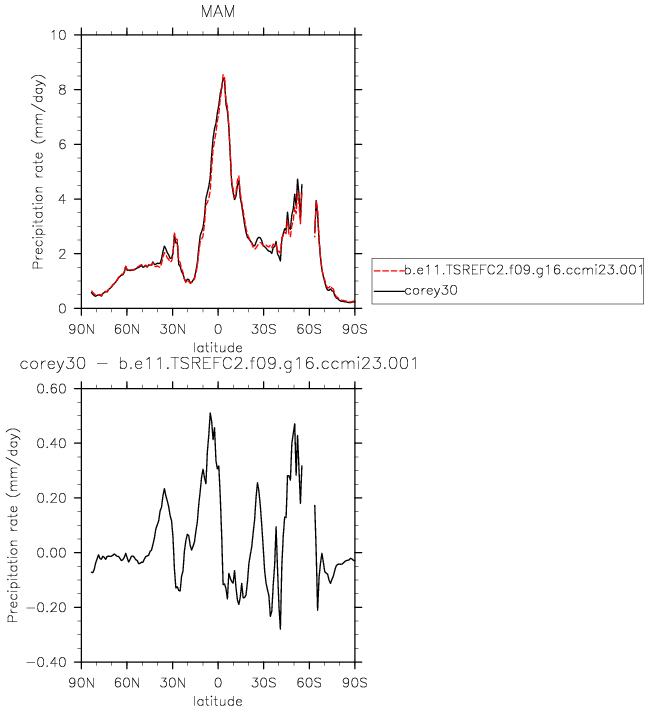 MAM
10
8
6
4
2
0
Precipitation rate (mm/day)
90N 60N 30N 0 30S 60S 90S
latitude
b.e11.TSREFC2.f09.g16.ccmi23.001
corey30
corey30 − b.e11.TSREFC2.f09.g16.ccmi23.001
0.60
0.40
0.20
0.00
−0.20
−0.40
Precipitation rate (mm/day)
90N 60N 30N 0 30S 60S 90S
latitude